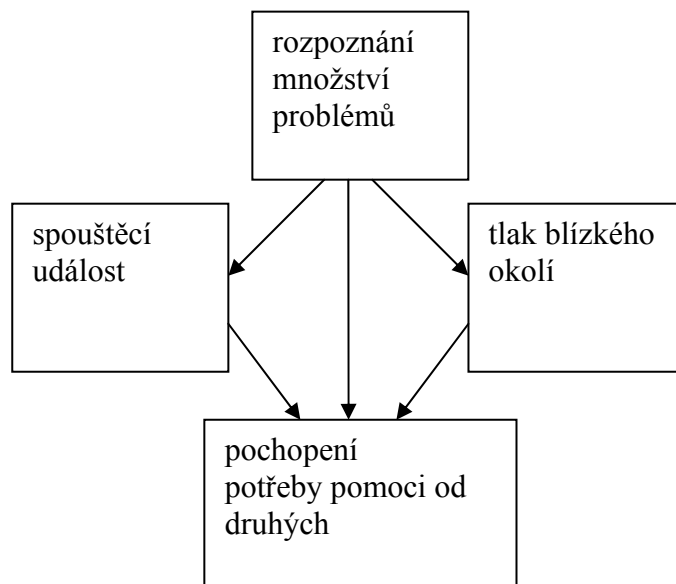 rozpoznání
množství
problémů
spouštěcí
událost
tlak blízkého
okolí
pochopení
potřeby pomoci od
druhých